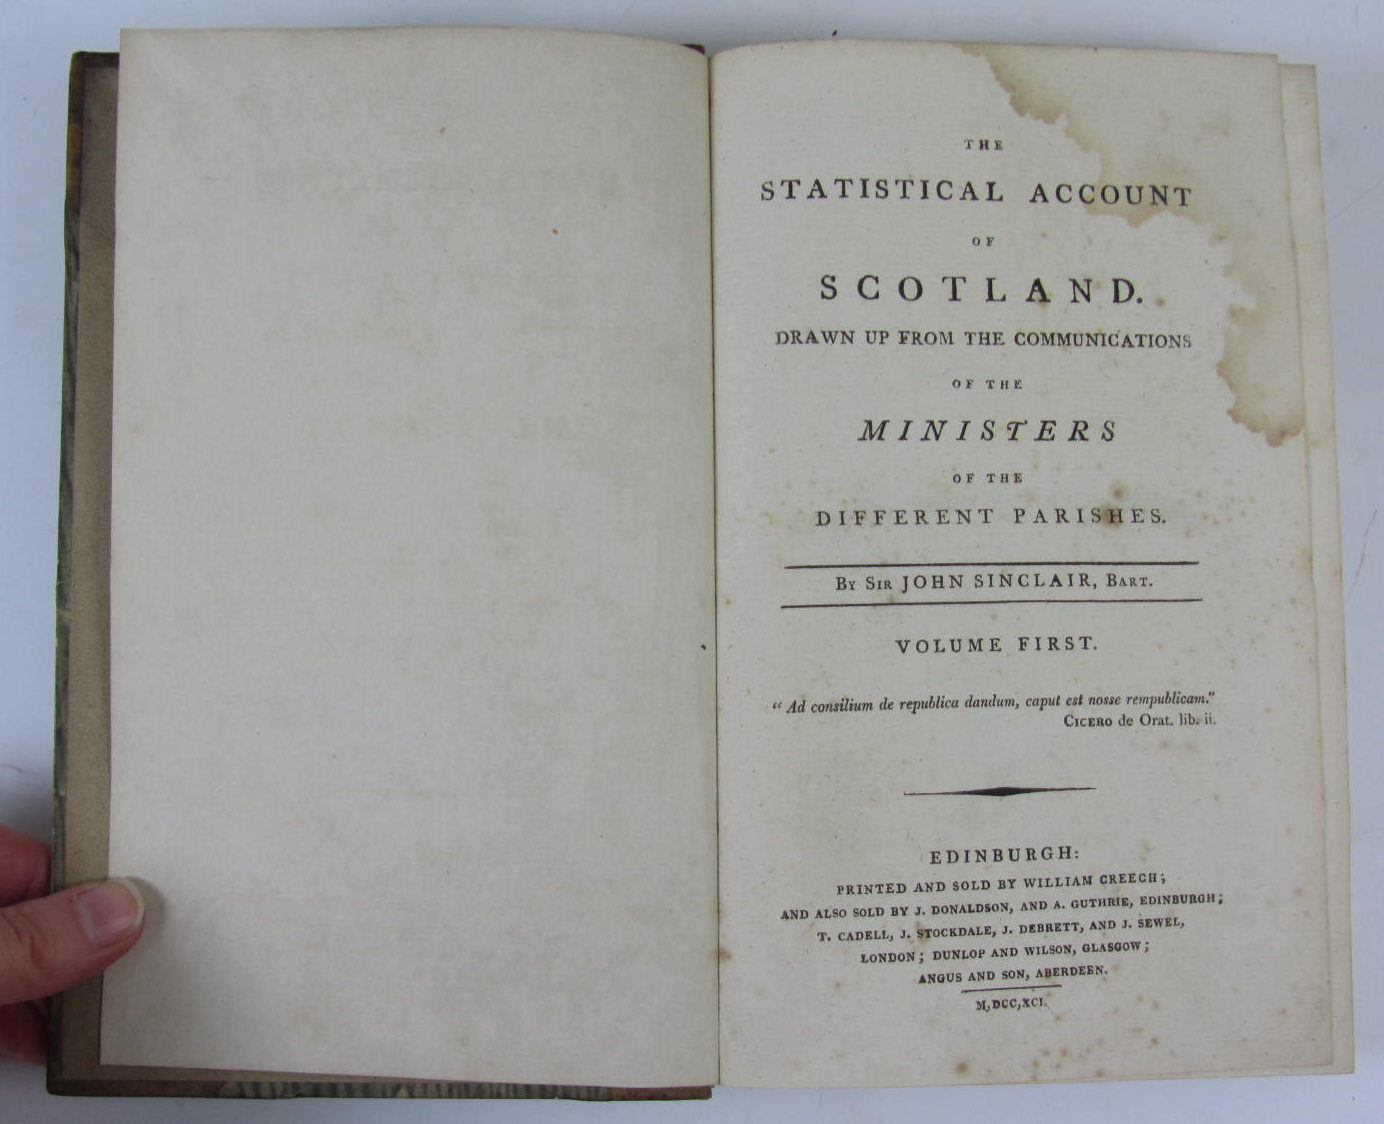 THE
STATISTICAL ACCOUNT
OF
SCOTLAND.
DRAWN UP FROM THE COMMUNICATIONS
OF THE
MINISTERS
OF THE
DIFFERENT PARISHES.
By Sir JOHN SINCLAIR, Bart.
VOLUME FIRST.
“ Ad consilium de republica dandum, caput est nosse rempublicam.”
CICERO de Orat. lib. ii.
EDINBURGH:
PRINTED AND SOLD BY WILLIAM CREECH;
AND ALSO SOLD BY J. DONALDSON, AND A. GUTHRIE, EDINBURGH;
T. CADELL, J. STOCKDALE, J. DEBRETT, AND J. SEWEL,
LONDON; DUNLOP AND WILSON, GLASGOW;
ANGUS AND SON, ABERDEEN.
M,DCC,XCI.